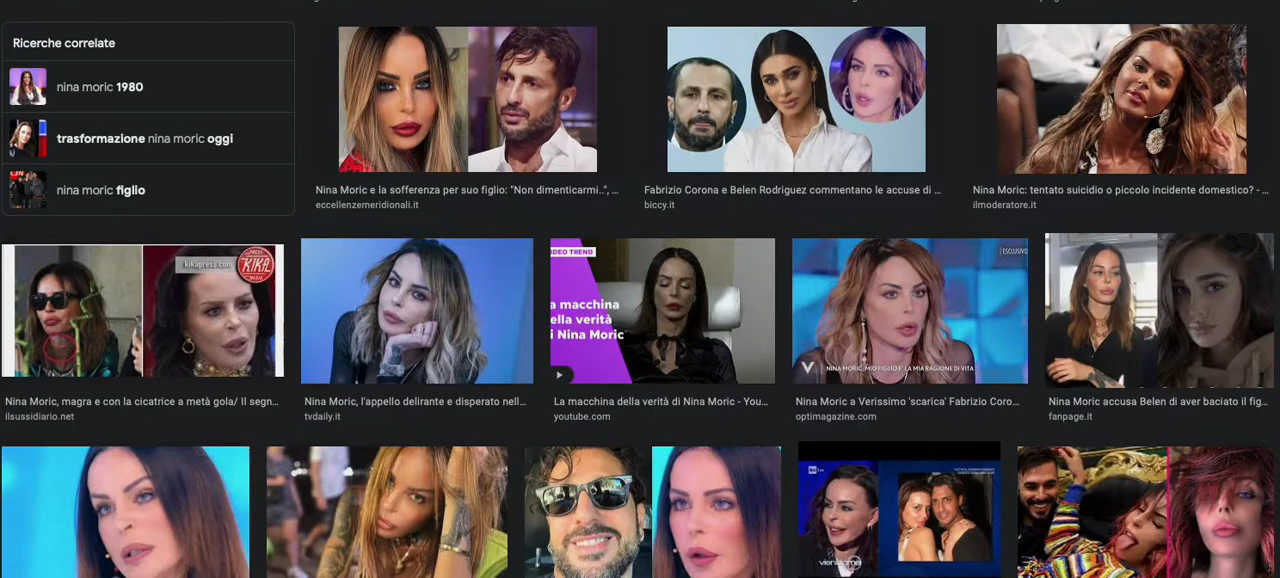 Ricerche correlate
nina moric 1980
trasformazione nina moric oggi
nina moric figlio
Nina Moric e la sofferenza per suo figlio: "Non dimenticarmi..", ...
eccellenzemeridionali.it
Fabrizio Corona e Belen Rodriguez commentano le accuse di ...
biccy.it
Nina Moric: tentato suicidio o piccolo incidente domestico? - ...
ilmoderatore.it
kikapress.com
KIKA
IDEO TREND
a macchina
ella verità
i Nina Moric
ESCLUSIVO
NINA MORIC: MIO FIGLIO È LA MIA RAGIONE DI VITA
Nina Moric, magra e con la cicatrice a metà gola/ Il segn...
ilsussidiario.net
Nina Moric, l'appello delirante e disperato nell...
tvdaily.it
La macchina della verità di Nina Moric - You...
youtube.com
Nina Moric a Verissimo 'scarica' Fabrizio Coro...
optimagazine.com
Nina Moric accusa Belen di aver baciato il fig...
fanpage.it
Rai